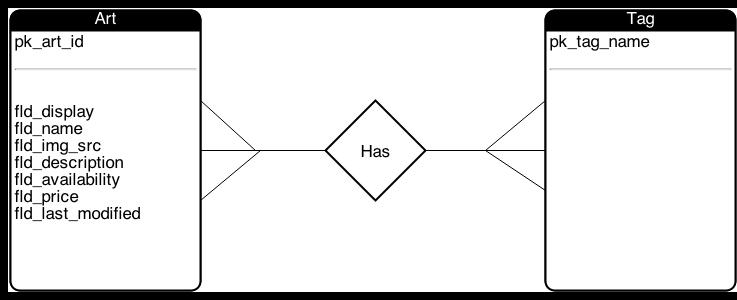 Art
pk_art_id
fld_display
fld_name
fld_img_src
fld_description
fld_availability
fld_price
fld_last_modified
Has
Tag
pk_tag_name